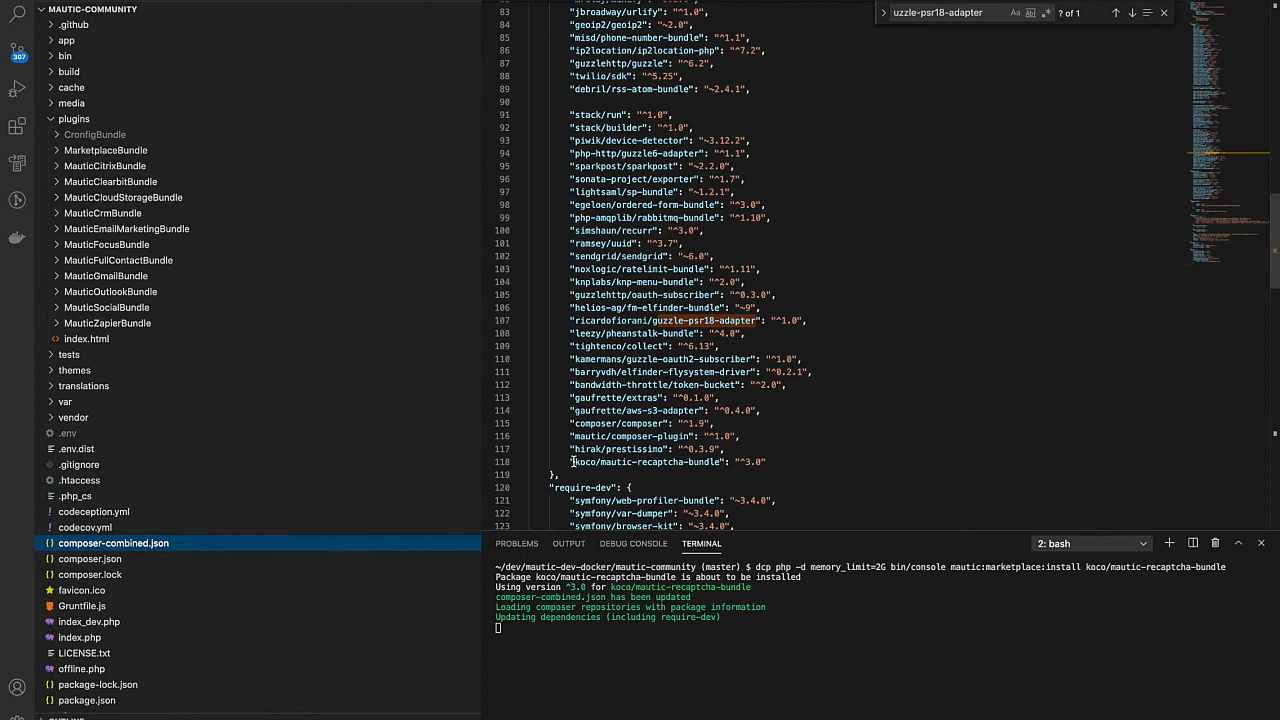 MAUTIC-COMMUNITY
.github
app
bin
build
cache
media
plugins
CronfigBundle
MarketplaceBundle
MauticCitrixBundle
MauticClearbitBundle
MauticCloudStorageBundle
MauticCrmBundle
MauticEmailMarketingBundle
MauticFocusBundle
MauticFullContactBundle
MauticGmailBundle
MauticOutlookBundle
MauticSocialBundle
MauticZapierBundle
index.html
tests
themes
translations
var
vendor
.env
.env.dist
.gitignore
.htaccess
.php_cs
codeception.yml
codecov.yml
composer-combined.json
composer.json
composer.lock
favicon.ico
Gruntfile.js
index_dev.php
index.php
LICENSE.txt
offline.php
package-lock.json
package.json
307
uzzle-psr18-adapter Aa Ab| .* ? of 1
83 "jbroadway/urlify": "^1.0",
84 "geoip2/geoip2": "~2.0",
85 "misd/phone-number-bundle": "^1.1",
86 "ip2location/ip2location-php": "^7.2",
87 "guzzlehttp/guzzle": "^6.2",
88 "twilio/sdk": "^5.25",
89 "debril/rss-atom-bundle": "~2.4.1",
90
91 "stack/run": "^1.0",
92 "stack/builder": "^1.0",
93 "piwik/device-detector": "~3.12.2",
94 "php-http/guzzle6-adapter": "^1.1",
95 "sparkpost/sparkpost": "~2.2.0",
96 "sonata-project/exporter": "^1.7",
97 "lightsaml/sp-bundle": "~1.2.1",
98 "egeloen/ordered-form-bundle": "^3.0",
99 "php-amqplib/rabbitmq-bundle": "^1.10",
100 "simshaun/recurr": "^3.0",
101 "ramsey/uuid": "^3.7",
102 "sendgrid/sendgrid": "~6.0",
103 "noxlogic/ratelimit-bundle": "^1.11",
104 "knplabs/knp-menu-bundle": "^2.0",
105 "guzzlehttp/oauth-subscriber": "^0.3.0",
106 "helios-ag/fm-elfinder-bundle": "~9",
107 "ricardofiorani/guzzle-psr18-adapter": "^1.0",
108 "leezy/pheanstalk-bundle": "^4.0",
109 "tightenco/collect": "^6.13",
110 "kamermans/guzzle-oauth2-subscriber": "^1.0",
111 "barryvdh/elfinder-flysystem-driver": "^0.2.1",
112 "bandwidth-throttle/token-bucket": "^2.0",
113 "gaufrette/extras": "^0.1.0",
114 "gaufrette/aws-s3-adapter": "^0.4.0",
115 "composer/composer": "^1.9",
116 "mautic/composer-plugin": "^1.0",
117 "hirak/prestissimo": "^0.3.9",
118 "koco/mautic-recaptcha-bundle": "^3.0"
119 },
120 "require-dev": {
121 "symfony/web-profiler-bundle": "~3.4.0",
122 "symfony/var-dumper": "~3.4.0",
123 "symfony/browser-kit": "~3.4.0",
PROBLEMS OUTPUT DEBUG CONSOLE TERMINAL 2: bash
~/dev/mautic-dev-docker/mautic-community (master) $ dcp php -d memory_limit=2G bin/console mautic:marketplace:install koco/mautic-recaptcha-bundle
Package koco/mautic-recaptcha-bundle is about to be installed
Using version ^3.0 for koco/mautic-recaptcha-bundle
composer-combined.json has been updated
Loading composer repositories with package information
Updating dependencies (including require-dev)